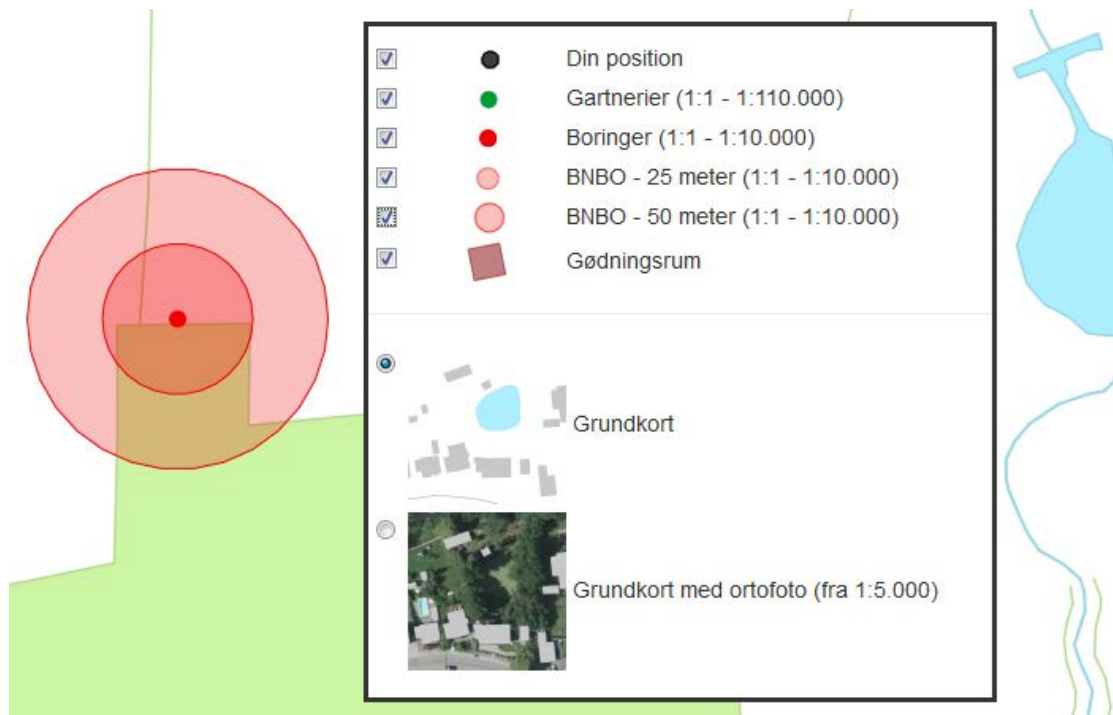 Din position
Gartnerier (1:1 - 1:110.000)
Boringer (1:1 - 1:10.000)
BNBO - 25 meter (1:1 - 1:10.000)
BNBO - 50 meter (1:1 - 1:10.000)
Gødningsrum
Grundkort
Grundkort med ortofoto (fra 1:5.000)